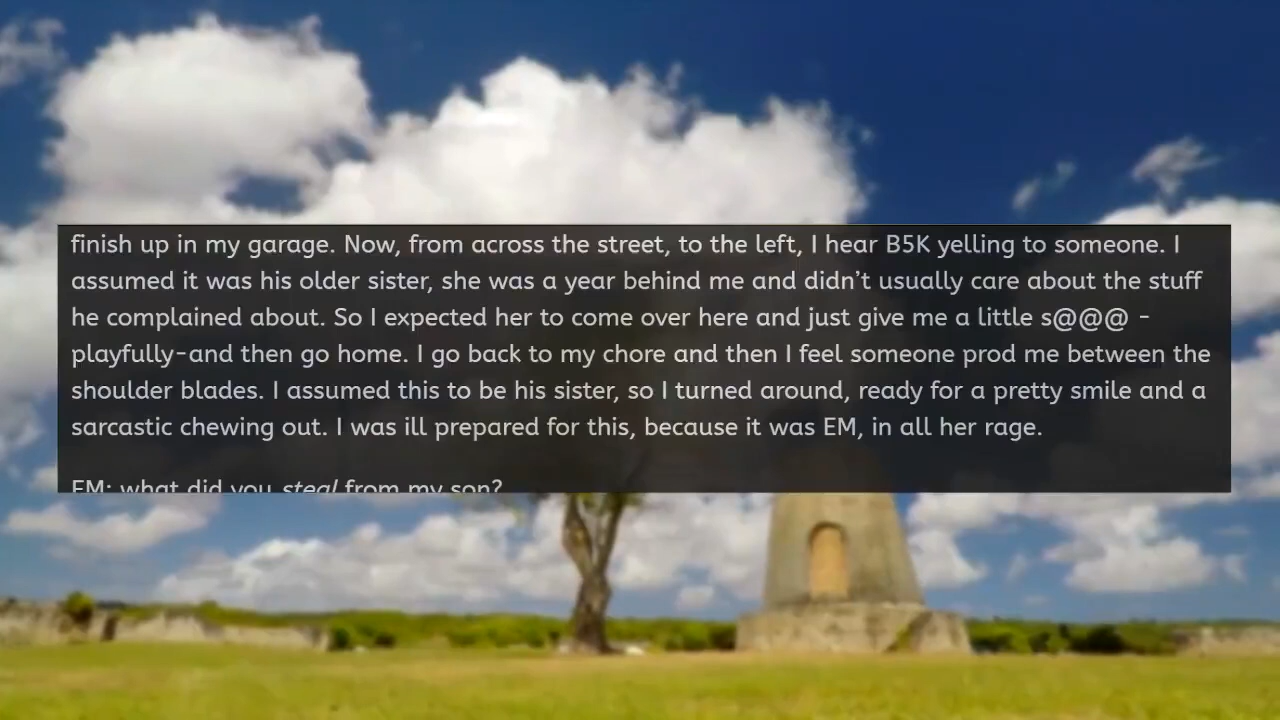 finish up in my garage. Now, from across the street, to the left, I hear B5K yelling to someone. I
assumed it was his older sister, she was a year behind me and didn’t usually care about the stuff
he complained about. So I expected her to come over here and just give me a little s@@@ -
playfully-and then go home. I go back to my chore and then I feel someone prod me between the
shoulder blades. I assumed this to be his sister, so I turned around, ready for a pretty smile and a
sarcastic chewing out. I was ill prepared for this, because it was EM, in all her rage.
EM: what did you steal from my son?